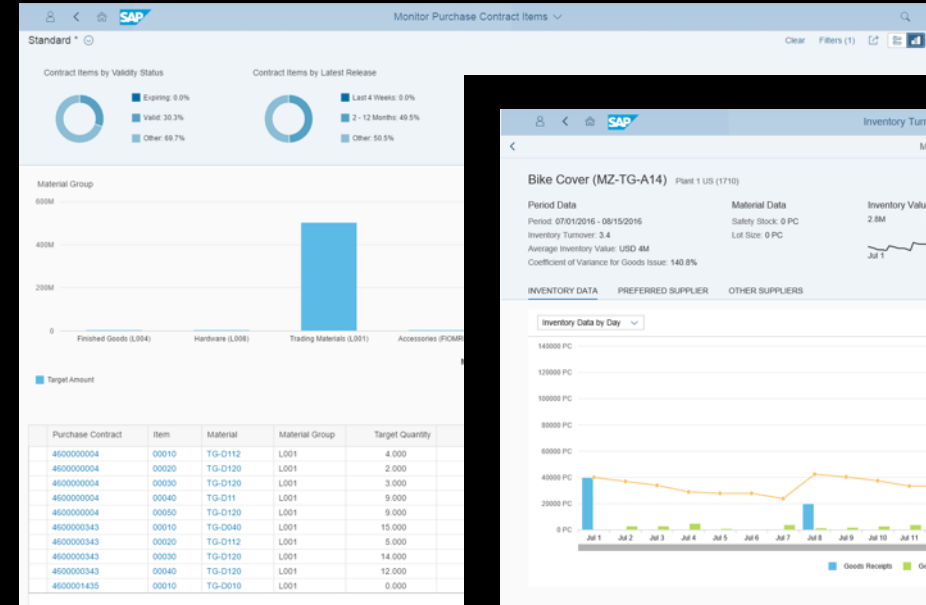 SAP Monitor Purchase Contract Items
Standard *
Clear Filters (1)
Contract Items by Validity Status
Expiring: 0.0%
Valid: 30.3%
Other: 69.7%
Contract Items by Latest Release
Last 4 Weeks: 0.0%
2 - 12 Months: 49.5%
Other: 50.5%
Material Group
600M
400M
200M
0
Finished Goods (L004) Hardware (L008) Trading Materials (L001) Accessories (FIOMR
Target Amount
Purchase Contract Item Material Material Group Target Quantity
4600000004 00010 TG-D112 L001 4.000
4600000004 00020 TG-D120 L001 2.000
4600000004 00030 TG-D120 L001 3.000
4600000004 00040 TG-D11 L001 9.000
4600000004 00050 TG-D120 L001 9.000
4600000343 00010 TG-D040 L001 15.000
4600000343 00020 TG-D112 L001 5.000
4600000343 00030 TG-D120 L001 14.000
4600000343 00040 TG-D120 L001 12.000
4600001435 00010 TG-D010 L001 0.000
SAP Inventory Turn
M
Bike Cover (MZ-TG-A14) Plant 1 US (1710)
Period Data
Period: 07/01/2016 - 08/15/2016
Inventory Turnover: 3.4
Average Inventory Value: USD 4M
Coefficient of Variance for Goods Issue: 140.8%
Material Data
Safety Stock: 0 PC
Lot Size: 0 PC
Inventory Valu
2.8M
Jul 1
INVENTORY DATA PREFERRED SUPPLIER OTHER SUPPLIERS
Inventory Data by Day
140000 PC
120000 PC
100000 PC
80000 PC
60000 PC
40000 PC
20000 PC
0 PC
Jul 1 Jul 2 Jul 3 Jul 4 Jul 5 Jul 6 Jul 7 Jul 8 Jul 9 Jul 10 Jul 11
Goods Receipts Go